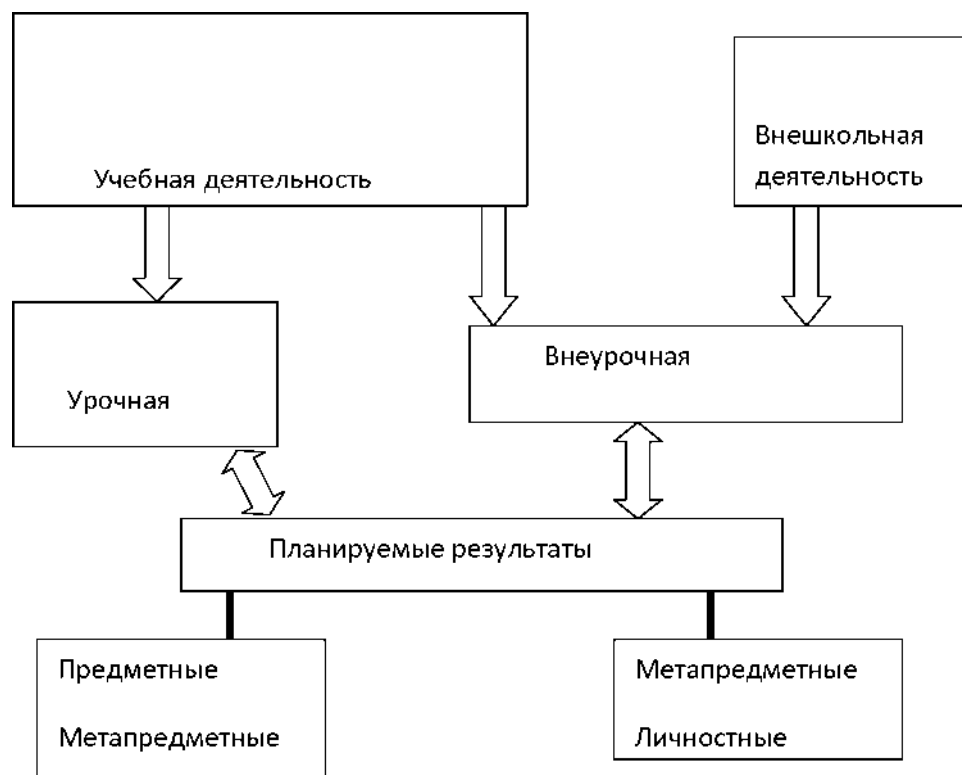 Учебная деятельность
Внешкольная
деятельность
Урочная
Внеурочная
Планируемые результаты
Предметные
Метапредметные
Метапредметные
Личностные